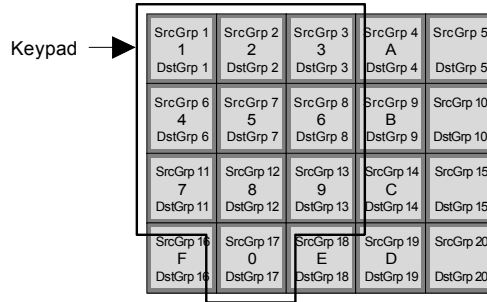 Keypad
SrcGrp 1 SrcGrp 2 SrcGrp 3 SrcGrp 4 SrcGrp 5
1 2 3 A
DstGrp 1 DstGrp 2 DstGrp 3 DstGrp 4 DstGrp 5
SrcGrp 6 SrcGrp 7 SrcGrp 8 SrcGrp 9 SrcGrp 10
4 5 6 B
DstGrp 6 DstGrp 7 DstGrp 8 DstGrp 9 DstGrp 10
SrcGrp 11 SrcGrp 12 SrcGrp 13 SrcGrp 14 SrcGrp 15
7 8 9 C
DstGrp 11 DstGrp 12 DstGrp 13 DstGrp 14 DstGrp 15
SrcGrp 16 SrcGrp 17 SrcGrp 18 SrcGrp 19 SrcGrp 20
F 0 E D
DstGrp 16 DstGrp 17 DstGrp 18 DstGrp 19 DstGrp 20